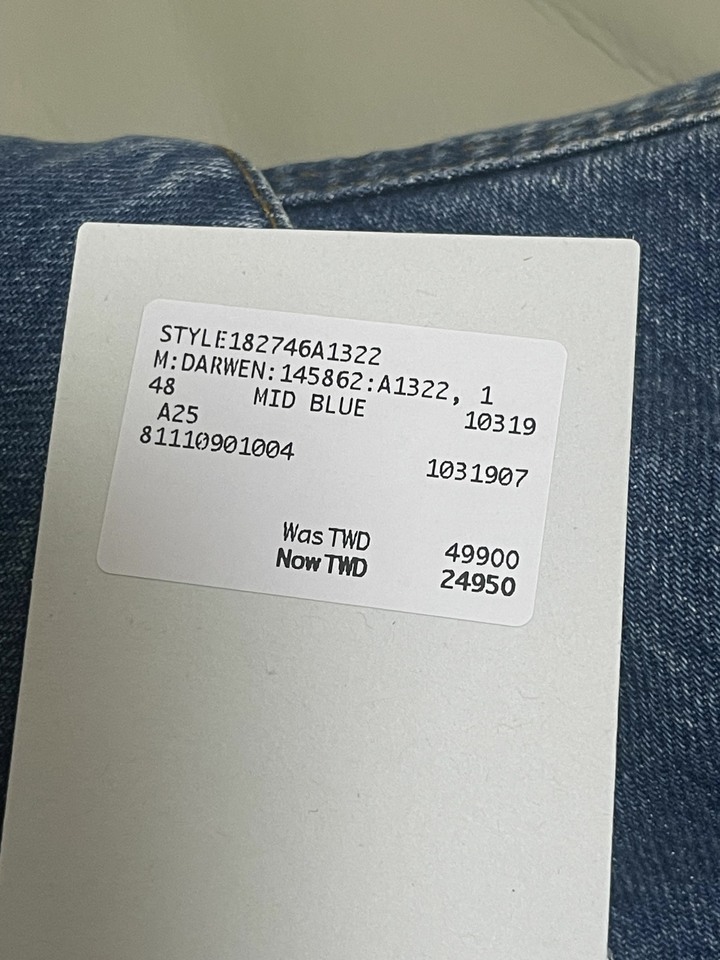 STYLE182746A1322
M:DARWEN:145862:A1322, 1
48 MID BLUE 10319
A25
81110901004 1031907
Was TWD 49900
Now TWD 24950